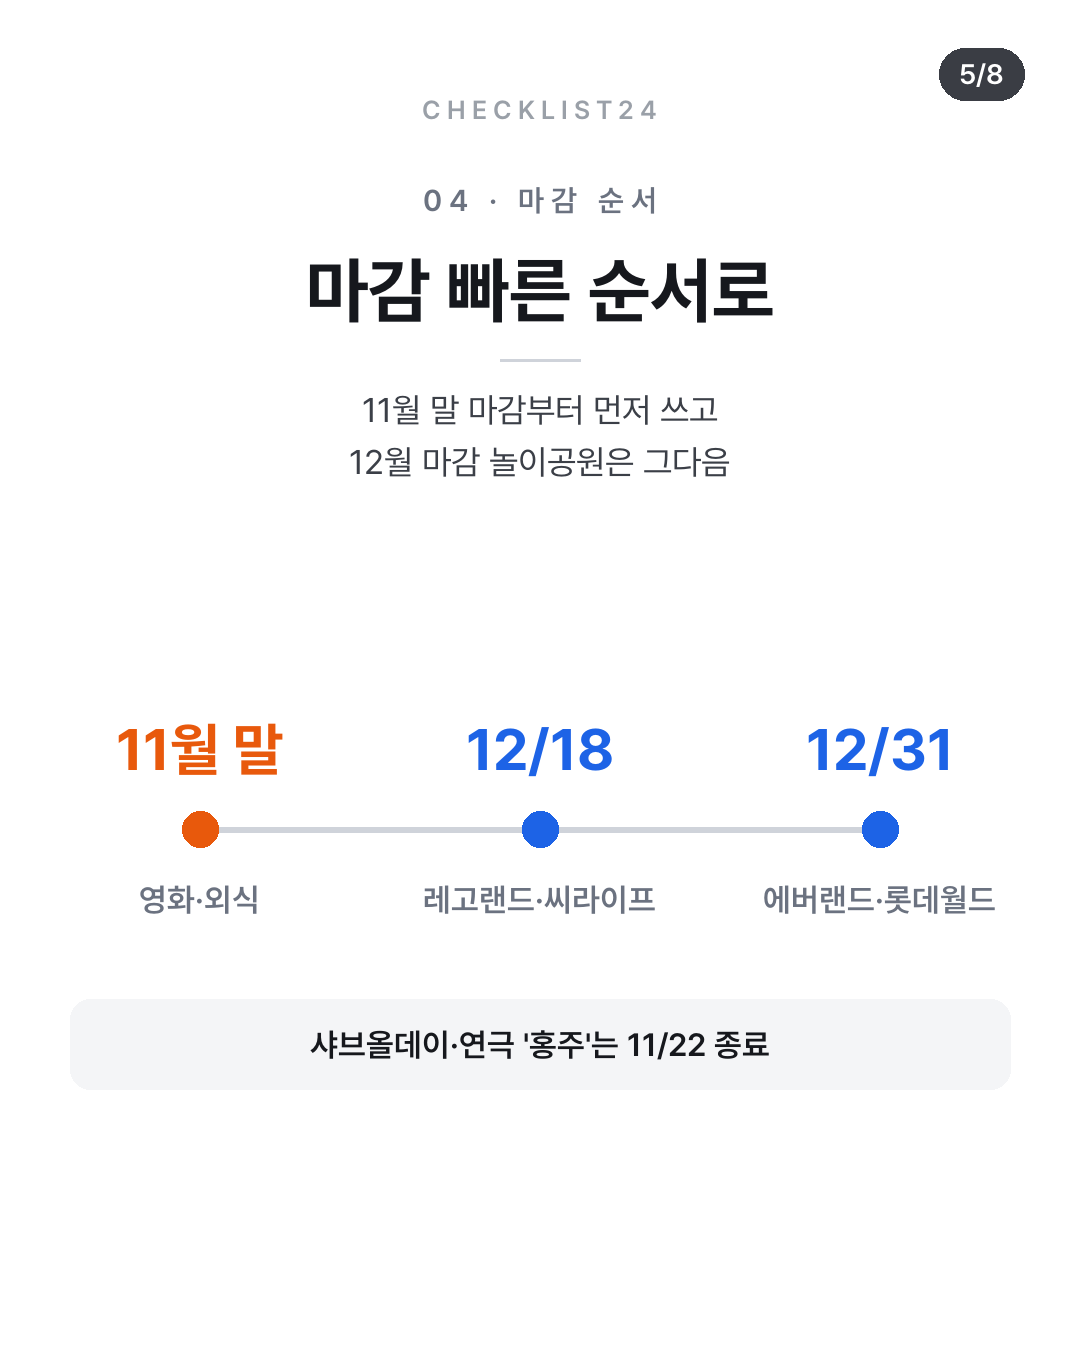 5/8
CHECKLIST24
04 · 마감 순서
마감 빠른 순서로
11월 말 마감부터 먼저 쓰고
12월 마감 놀이공원은 그다음
11월 말
12/18
12/31
영화·외식
레고랜드·씨라이프
에버랜드·롯데월드
샤브올데이·연극 '홍주'는 11/22 종료